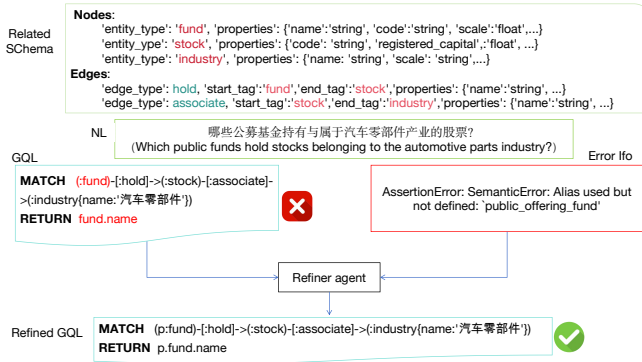 Related SChema
Nodes:
'entity_type': 'fund', 'properties': {'name':'string', 'code':'string', 'scale':'float',...}
'entity_type': 'stock', 'properties': {'code': 'string', 'registered_capital',:'float', ...}
'entity_type': 'industry', 'properties': {'name: 'string', 'scale': 'string',...}
Edges:
'edge_type': hold, 'start_tag':'fund','end_tag':'stock','properties': {'name':'string', ...}
'edge_type': associate, 'start_tag':'stock','end_tag':'industry','properties': {'name':'string', ...}
NL
哪些公募基金持有与属于汽车零部件产业的股票?
(Which public funds hold stocks belonging to the automotive parts industry?)
GQL
Error Ifo
MATCH (:fund)-[:hold]->(:stock)-[:associate]-
>(:industry{name:'汽车零部件'})
RETURN fund.name
AssertionError: SemanticError: Alias used but
not defined: `public_offering_fund'
Refiner agent
Refined GQL
MATCH (p:fund)-[:hold]->(:stock)-[:associate]->(:industry{name:'汽车零部件'})
RETURN p.fund.name